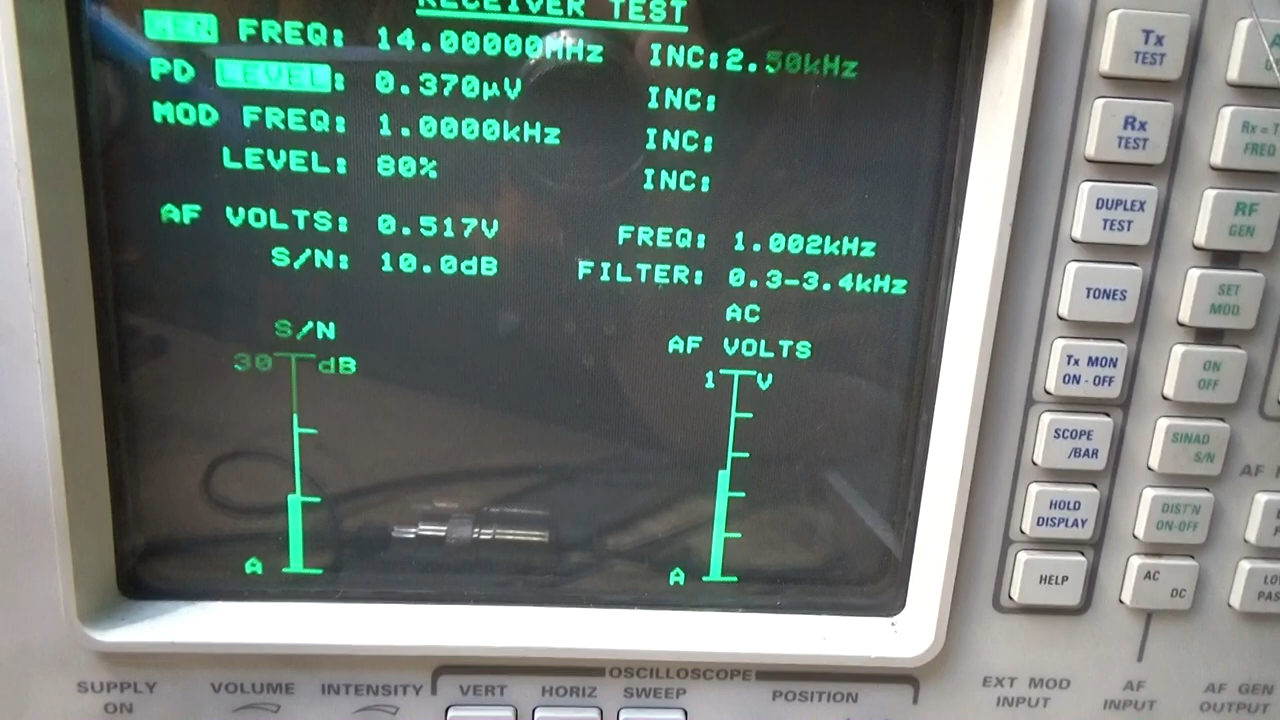 RECEIVER TEST
GEN FREQ: 14.00000MHz INC:2.50kHz
PD LEVEL: 0.370µV INC:
MOD FREQ: 1.0000kHz INC:
LEVEL: 80% INC:
AF VOLTS: 0.517V FREQ: 1.002kHz
S/N: 10.0dB FILTER: 0.3-3.4kHz
AC
S/N
AF VOLTS
30 dB
1 V
A
A
Tx TEST
Rx TEST
DUPLEX TEST
TONES
Tx MON ON - OFF
SCOPE /BAR
HOLD DISPLAY
HELP
FREQ
RF GEN
SET MOD
ON OFF
SINAD S/N
DIST'N ON-OFF
AC DC
AF
SUPPLY ON
VOLUME
INTENSITY
OSCILLOSCOPE
VERT
HORIZ
SWEEP
POSITION
EXT MOD INPUT
AF INPUT
AF GEN OUTPUT